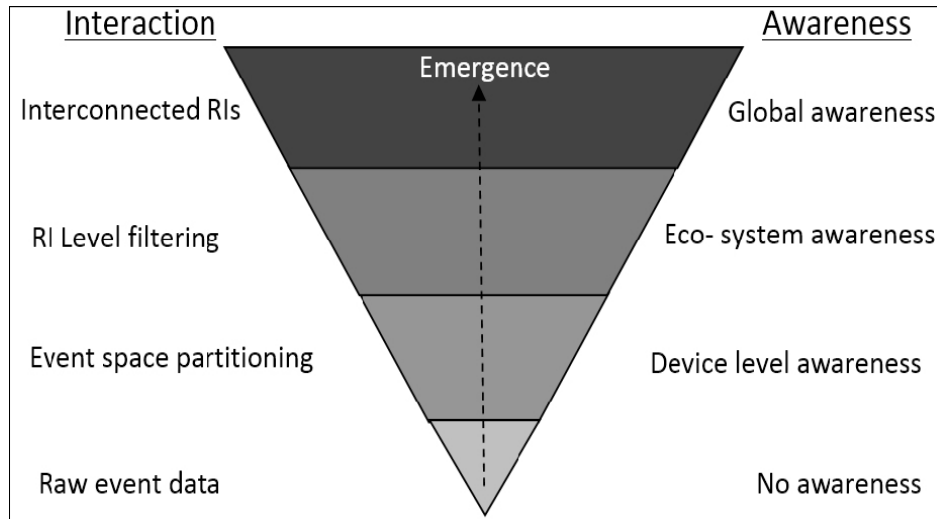 Interaction
Awareness
Emergence
Interconnected RIs
Global awareness
RI Level filtering
Eco- system awareness
Event space partitioning
Device level awareness
Raw event data
No awareness